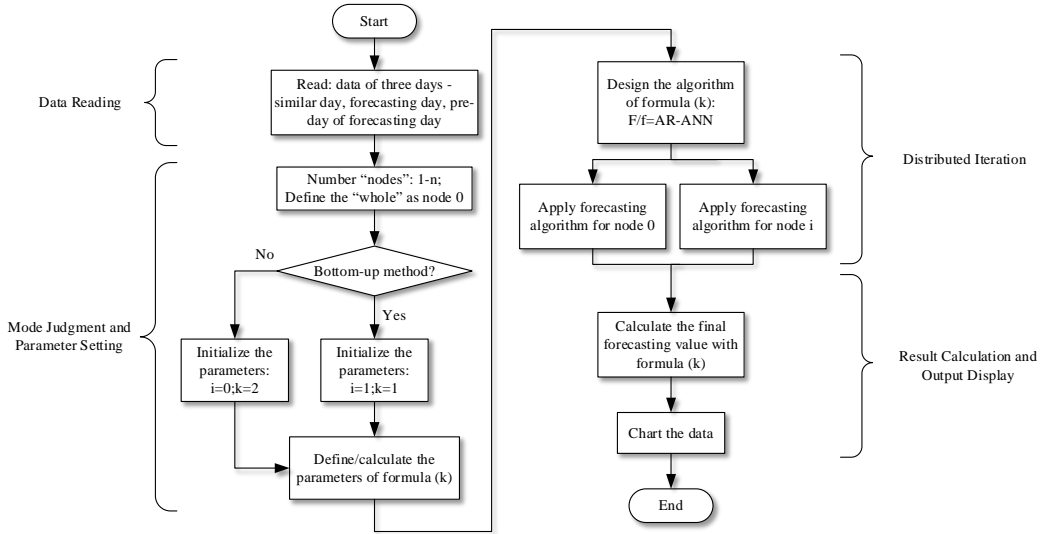 Start
Data Reading
Read: data of three days -
similar day, forecasting day, pre-
day of forecasting day
Mode Judgment and
Parameter Setting
Number “nodes”: 1-n;
Define the “whole” as node 0
Bottom-up method?
No
Yes
Initialize the
parameters:
i=0;k=2
Initialize the
parameters:
i=1;k=1
Define/calculate the
parameters of formula (k)
Design the algorithm
of formula (k):
F/f=AR-ANN
Distributed Iteration
Apply forecasting
algorithm for node 0
Apply forecasting
algorithm for node i
Calculate the final
forecasting value with
formula (k)
Result Calculation and
Output Display
Chart the data
End